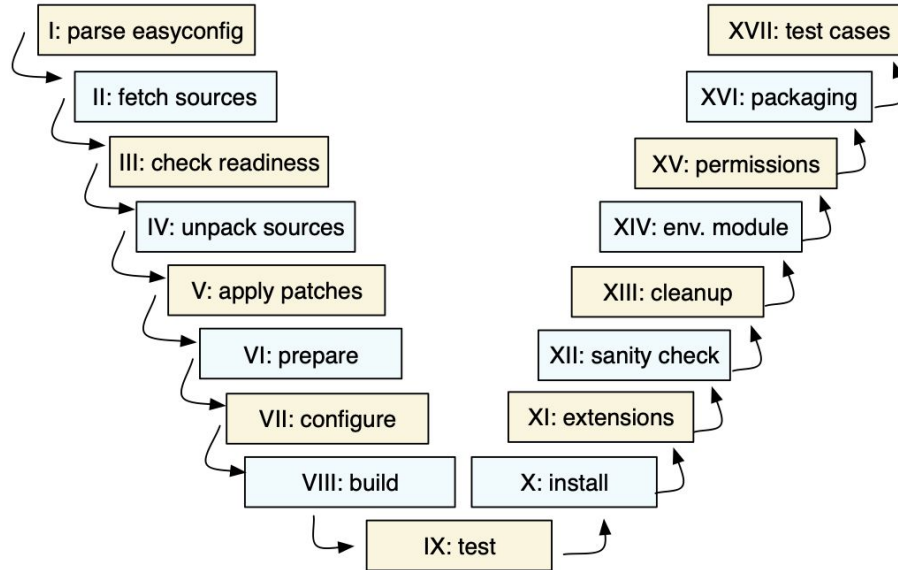 I: parse easyconfig
II: fetch sources
III: check readiness
IV: unpack sources
V: apply patches
VI: prepare
VII: configure
VIII: build
IX: test
X: install
XI: extensions
XII: sanity check
XIII: cleanup
XIV: env. module
XV: permissions
XVI: packaging
XVII: test cases